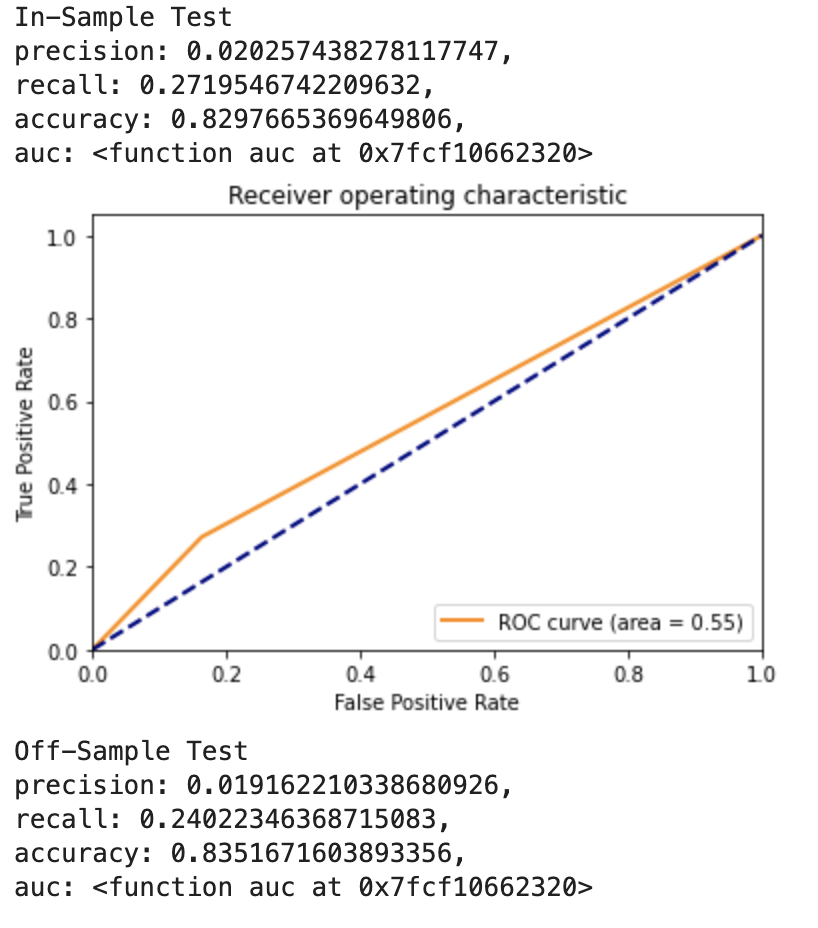 In-Sample Test
precision: 0.020257438278117747,
recall: 0.2719546742209632,
accuracy: 0.8297665369649806,
auc: <function auc at 0x7fcf10662320>
Receiver operating characteristic
1.0
0.8
0.6
0.4
0.2
0.0
True Positive Rate
ROC curve (area = 0.55)
0.0 0.2 0.4 0.6 0.8 1.0
False Positive Rate
Off-Sample Test
precision: 0.019162210338680926,
recall: 0.24022346368715083,
accuracy: 0.8351671603893356,
auc: <function auc at 0x7fcf10662320>